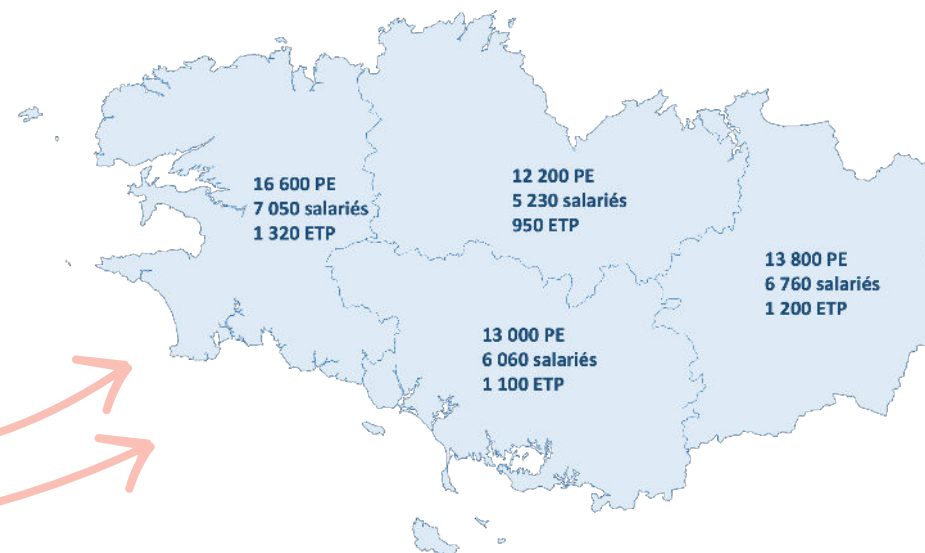 16 600 PE
7 050 salariés
1 320 ETP
12 200 PE
5 230 salariés
950 ETP
13 800 PE
6 760 salariés
1 200 ETP
13 000 PE
6 060 salariés
1 100 ETP